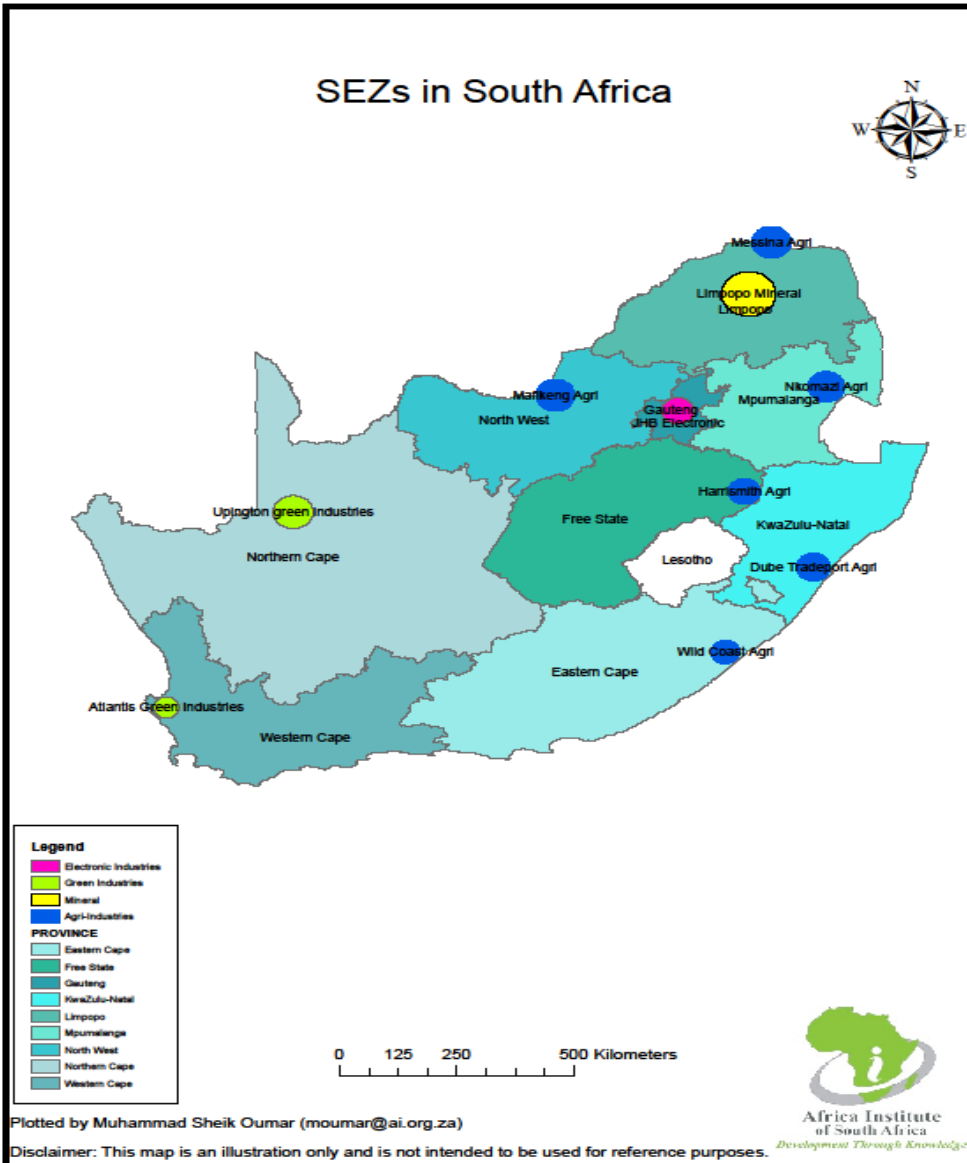 SEZs in South Africa
N
W E
S
Messina Agri
Limpopo Mineral
Limpopo
Mafikeng Agri
North West
Gauteng
JHB Electronic
Nkomazi Agri
Mpumalanga
Harrismith Agri
Free State
KwaZulu-Natal
Upington green Industries
Northern Cape
Lesotho
Dube Tradeport Agri
Wild Coast Agri
Eastern Cape
Atlantis Green Industries
Western Cape
Legend
Electronic Industries
Green Industries
Mineral
Agri-Industries
PROVINCE
Eastern Cape
Free State
Gauteng
KwaZulu-Natal
Limpopo
Mpumalanga
North West
Northern Cape
Western Cape
0 125 250 500 Kilometers
Plotted by Muhammad Sheik Oumar (moumar@ai.org.za)
Disclaimer: This map is an illustration only and is not intended to be used for reference purposes.
i
Africa Institute
of South Africa
Development Through Knowledge